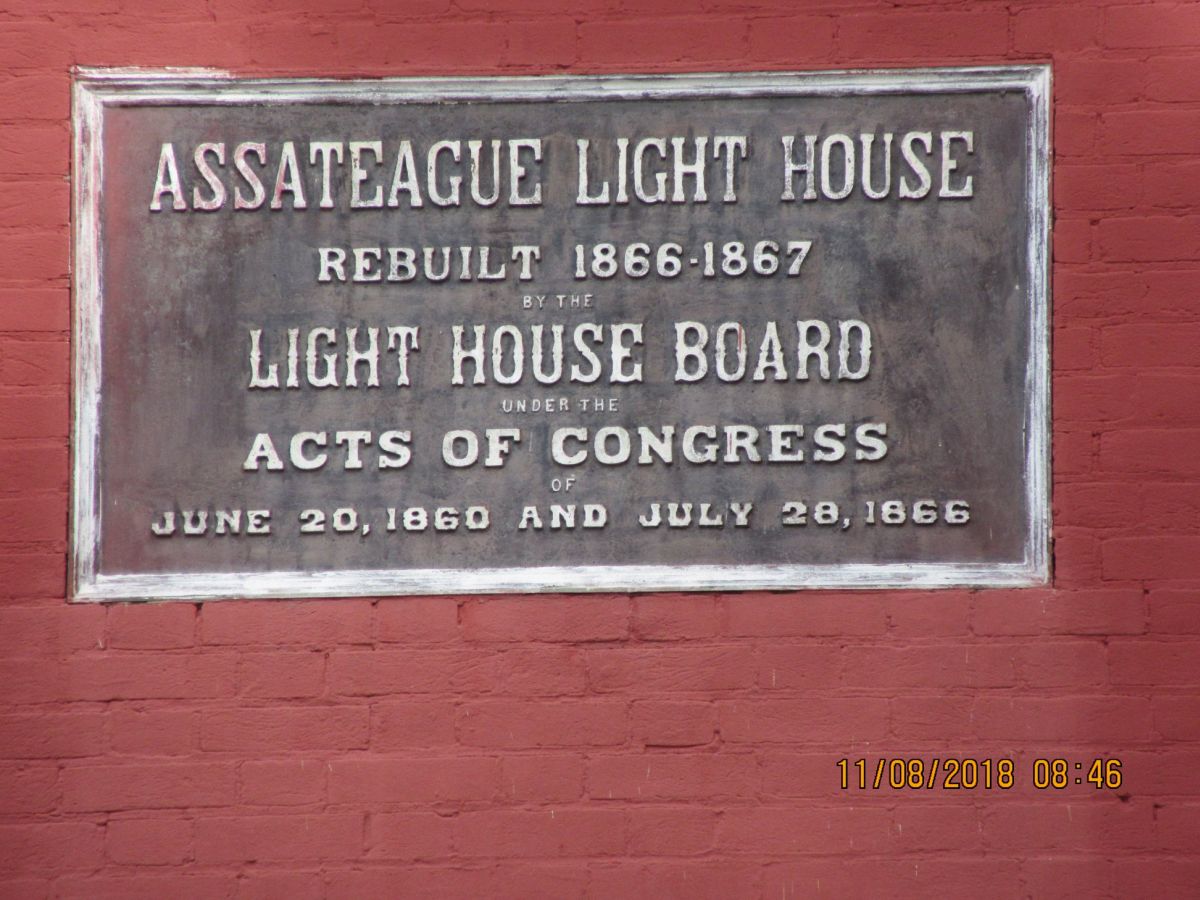 ASSATEAGUE LIGHT HOUSE
REBUILT 1866-1867
BY THE
LIGHT HOUSE BOARD
UNDER THE
ACTS OF CONGRESS
OF
JUNE 20, 1860 AND JULY 28, 1866
11/08/2018 08:46